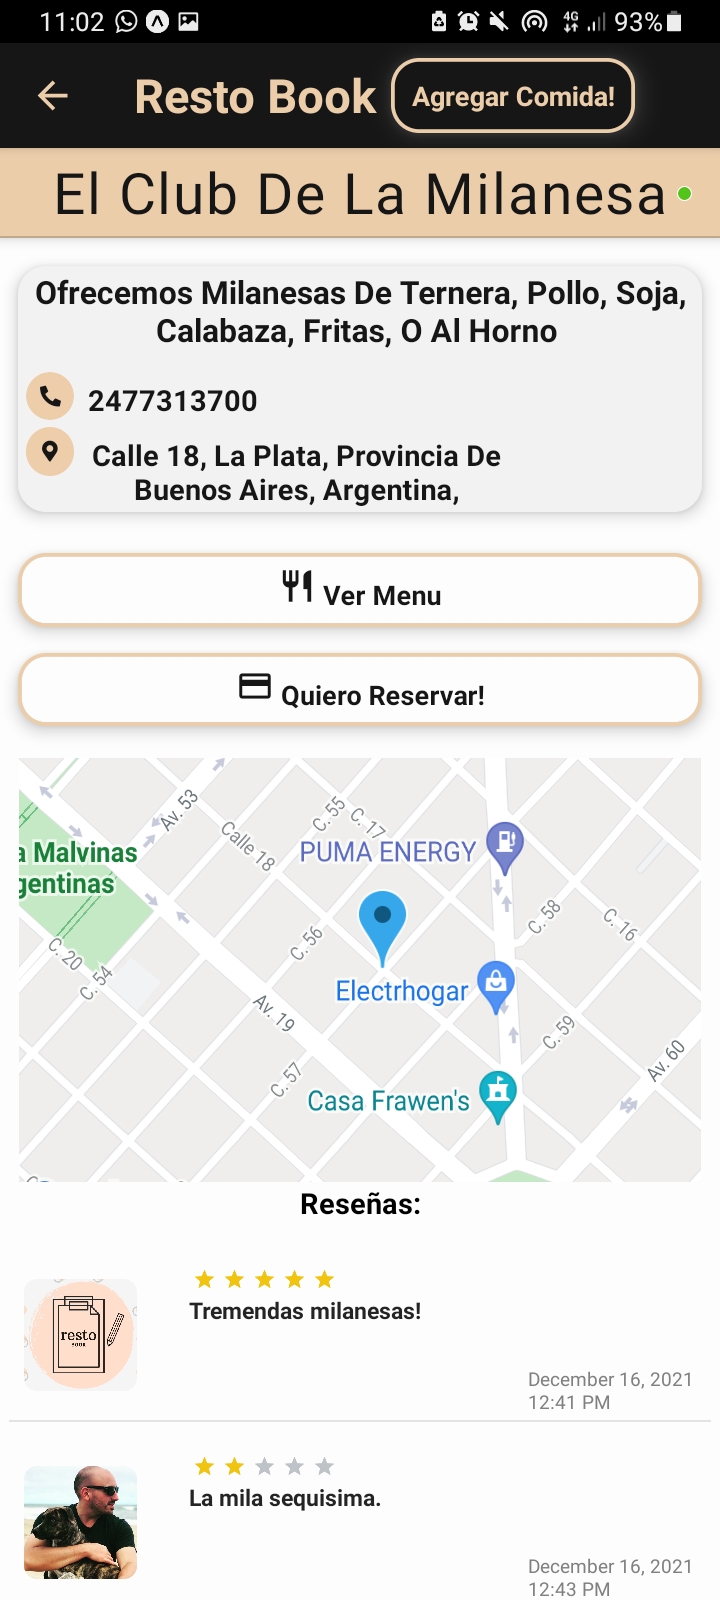 11:02
4G
93%
Resto Book
Agregar Comida!
El Club De La Milanesa
Ofrecemos Milanesas De Ternera, Pollo, Soja,
Calabaza, Fritas, O Al Horno
2477313700
Calle 18, La Plata, Provincia De
Buenos Aires, Argentina,
Ver Menu
Quiero Reservar!
Av. 53
C. 55
C. 17
Calle 18
PUMA ENERGY
a Malvinas
gentinas
C. 58
C. 16
C. 56
C. 20
C. 54
Electrhogar
Av. 19
C. 59
Av. 60
C. 57
Casa Frawen's
Reseñas:
Tremendas milanesas!
resto
BOOK
December 16, 2021
12:41 PM
La mila sequisima.
December 16, 2021
12:43 PM